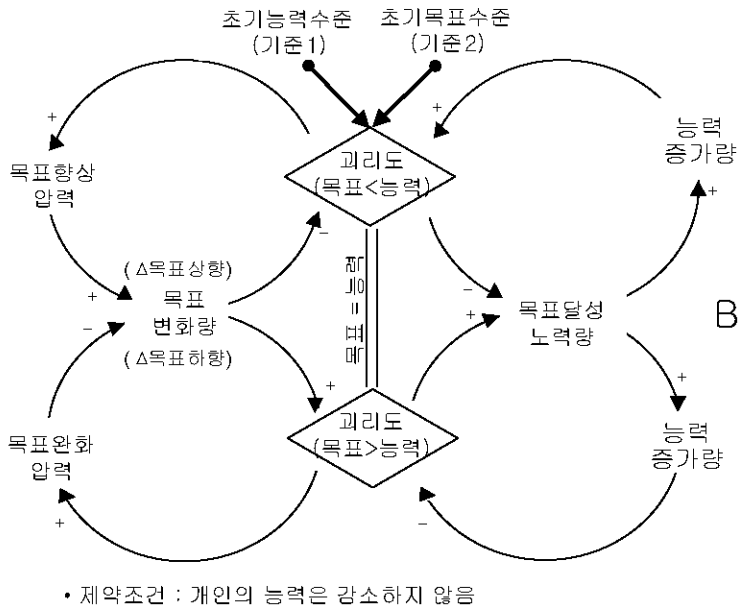 초기능력수준
(기준1)
초기목표수준
(기준2)
+
+
목표향상
압력
괴리도
(목표<능력)
능력
증가량
+
−
(Δ목표상향)
목표
변화량
(Δ목표하향)
+
−
목표=능력
−
+
목표달성
노력량
B
+
+
목표완화
압력
괴리도
(목표>능력)
능력
증가량
+
−
• 제약조건 : 개인의 능력은 감소하지 않음